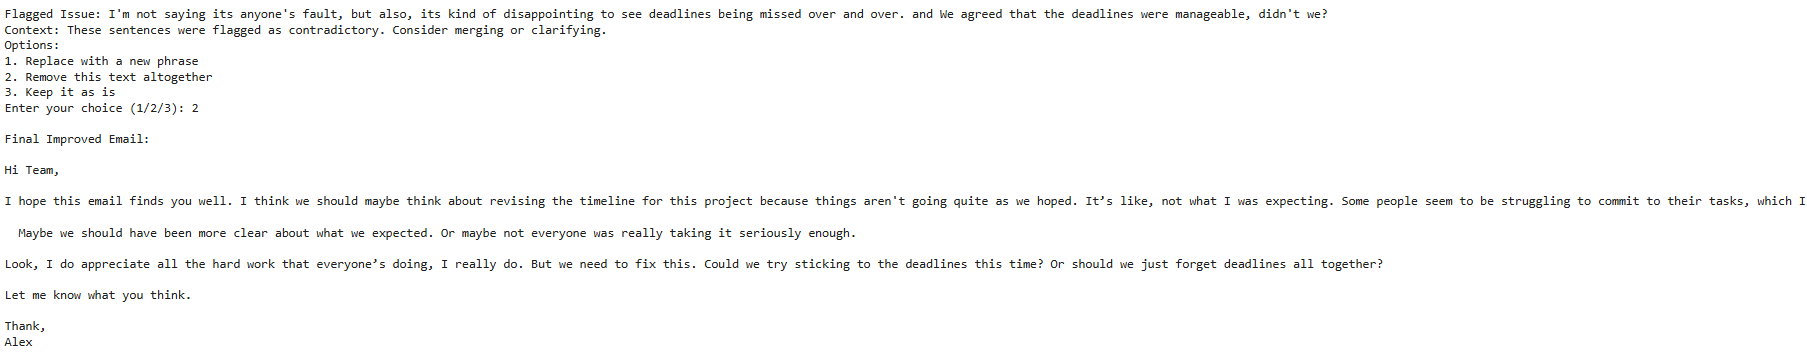 Flagged Issue: I'm not saying its anyone's fault, but also, its kind of disappointing to see deadlines being missed over and over. and We agreed that the deadlines were manageable, didn't we?
Context: These sentences were flagged as contradictory. Consider merging or clarifying.
Options:
1. Replace with a new phrase
2. Remove this text altogether
3. Keep it as is
Enter your choice (1/2/3): 2
Final Improved Email:
Hi Team,
I hope this email finds you well. I think we should maybe think about revising the timeline for this project because things aren't going quite as we hoped. It’s like, not what I was expecting. Some people seem to be struggling to commit to their tasks, which I
Maybe we should have been more clear about what we expected. Or maybe not everyone was really taking it seriously enough.
Look, I do appreciate all the hard work that everyone’s doing, I really do. But we need to fix this. Could we try sticking to the deadlines this time? Or should we just forget deadlines all together?
Let me know what you think.
Thank,
Alex